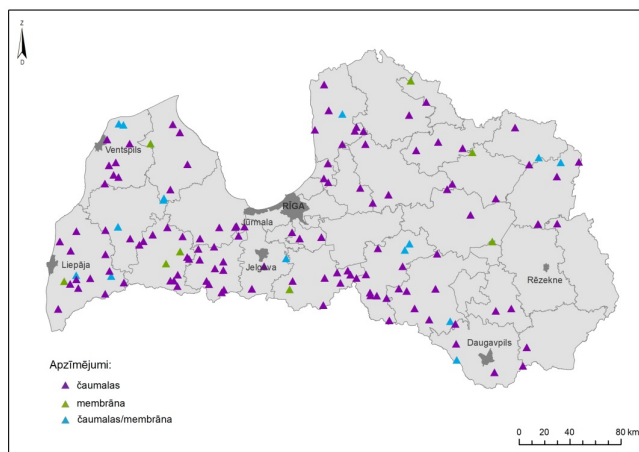 Z
D
Ventspils
RĪGA
Jūrmala
Jelgava
Liepāja
Rēzekne
Daugavpils
Apzīmējumi:
čaumalas
membrāna
čaumalas/membrāna
0 20 40 80 km